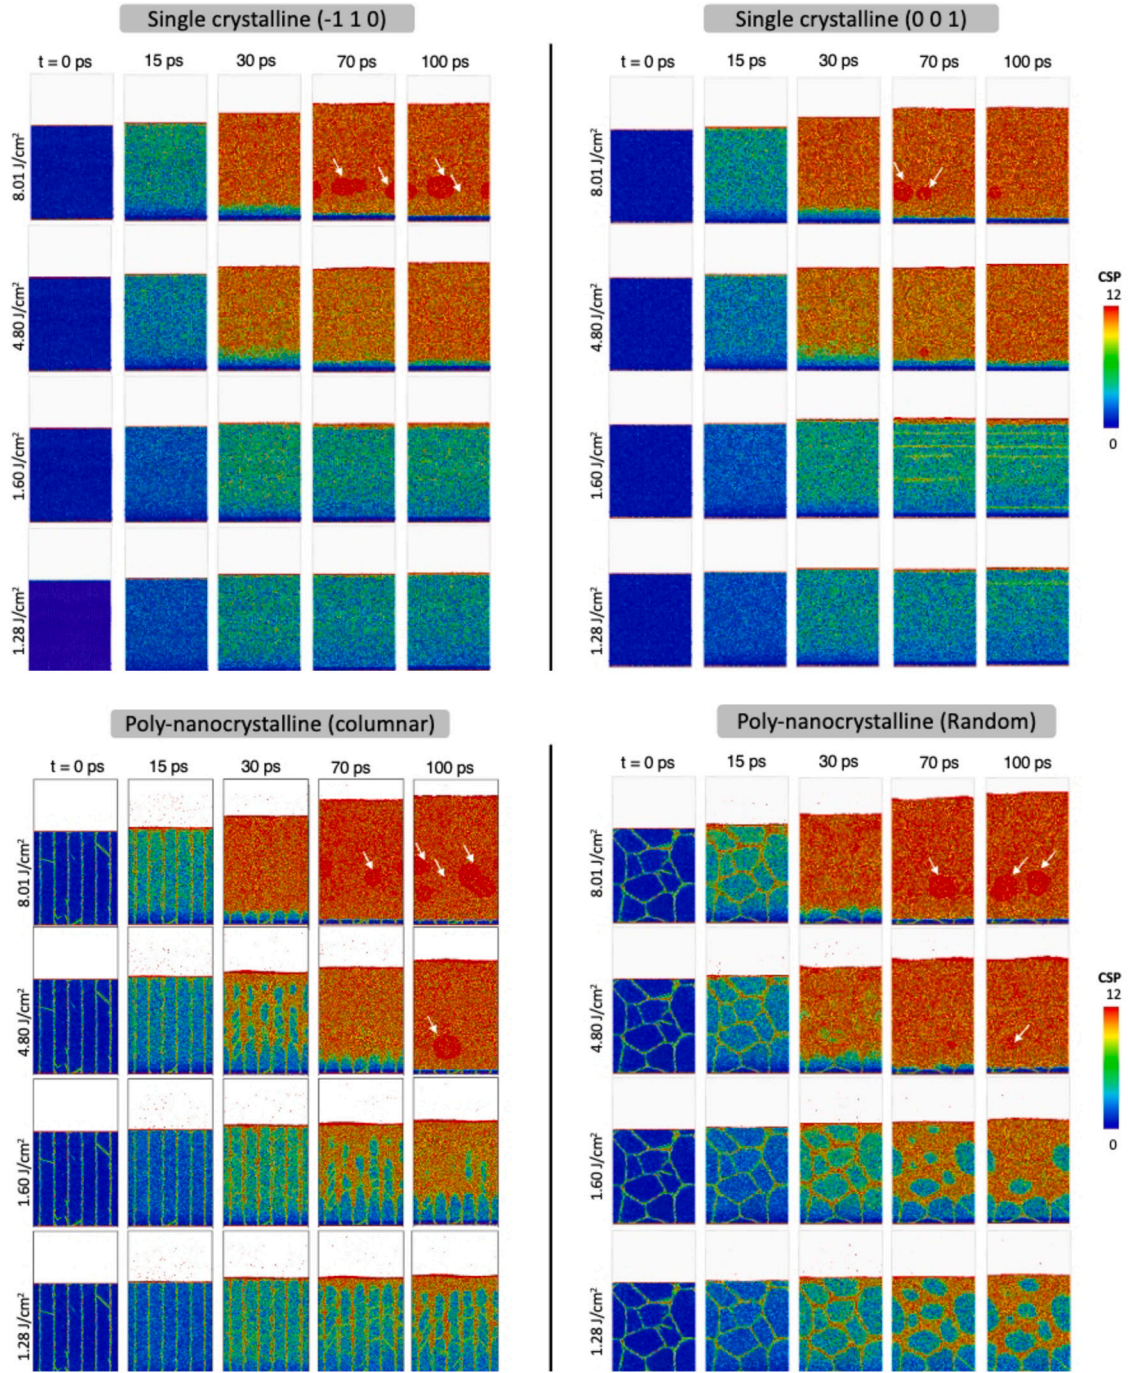 Single crystalline (-1 1 0)
t = 0 ps 15 ps 30 ps 70 ps 100 ps
8.01 J/cm²
4.80 J/cm²
1.60 J/cm²
1.28 J/cm²
Single crystalline (0 0 1)
t = 0 ps 15 ps 30 ps 70 ps 100 ps
8.01 J/cm²
4.80 J/cm²
1.60 J/cm²
1.28 J/cm²
CSP
12
0
Poly-nanocrystalline (columnar)
t = 0 ps 15 ps 30 ps 70 ps 100 ps
8.01 J/cm²
4.80 J/cm²
1.60 J/cm²
1.28 J/cm²
Poly-nanocrystalline (Random)
t = 0 ps 15 ps 30 ps 70 ps 100 ps
8.01 J/cm²
4.80 J/cm²
1.60 J/cm²
1.28 J/cm²
CSP
12
0